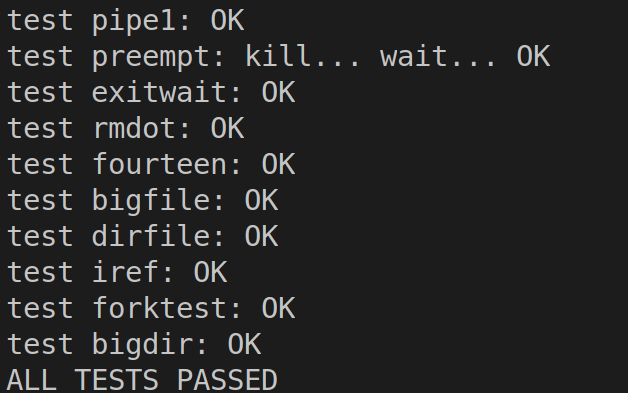 test pipe1: OK
test preempt: kill... wait... OK
test exitwait: OK
test rmdot: OK
test fourteen: OK
test bigfile: OK
test dirfile: OK
test iref: OK
test forktest: OK
test bigdir: OK
ALL TESTS PASSED